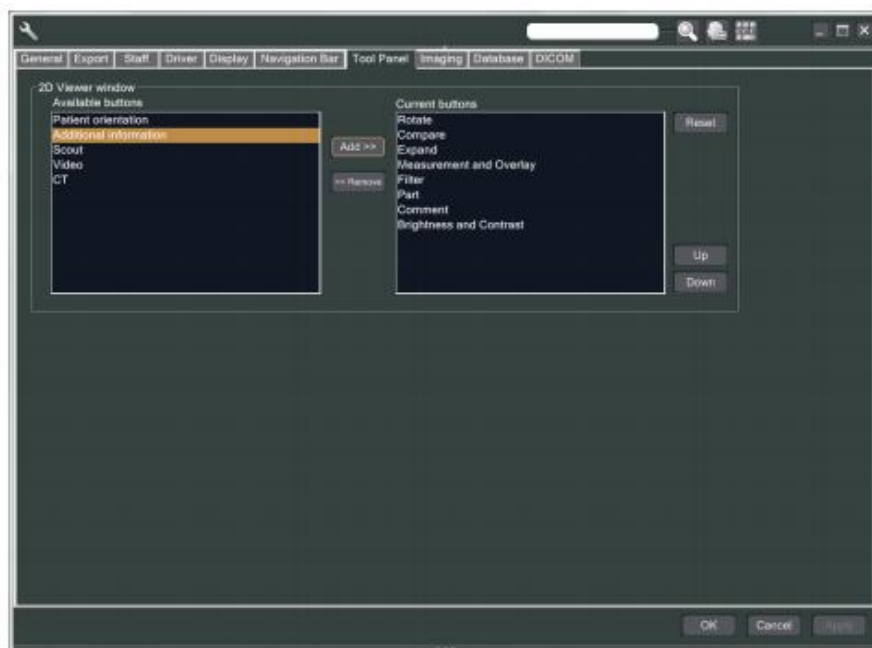 General Export Staff Driver Display Navigation Bar Tool Panel Imaging Database DICOM
2D Viewer window
Available buttons
Patient orientation
Additional information
Scout
Video
CT
Add >>
<< Remove
Current buttons
Rotate
Compare
Expand
Measurement and Overlay
Filter
Part
Comment
Brightness and Contrast
Reset
Up
Down
OK Cancel Apply